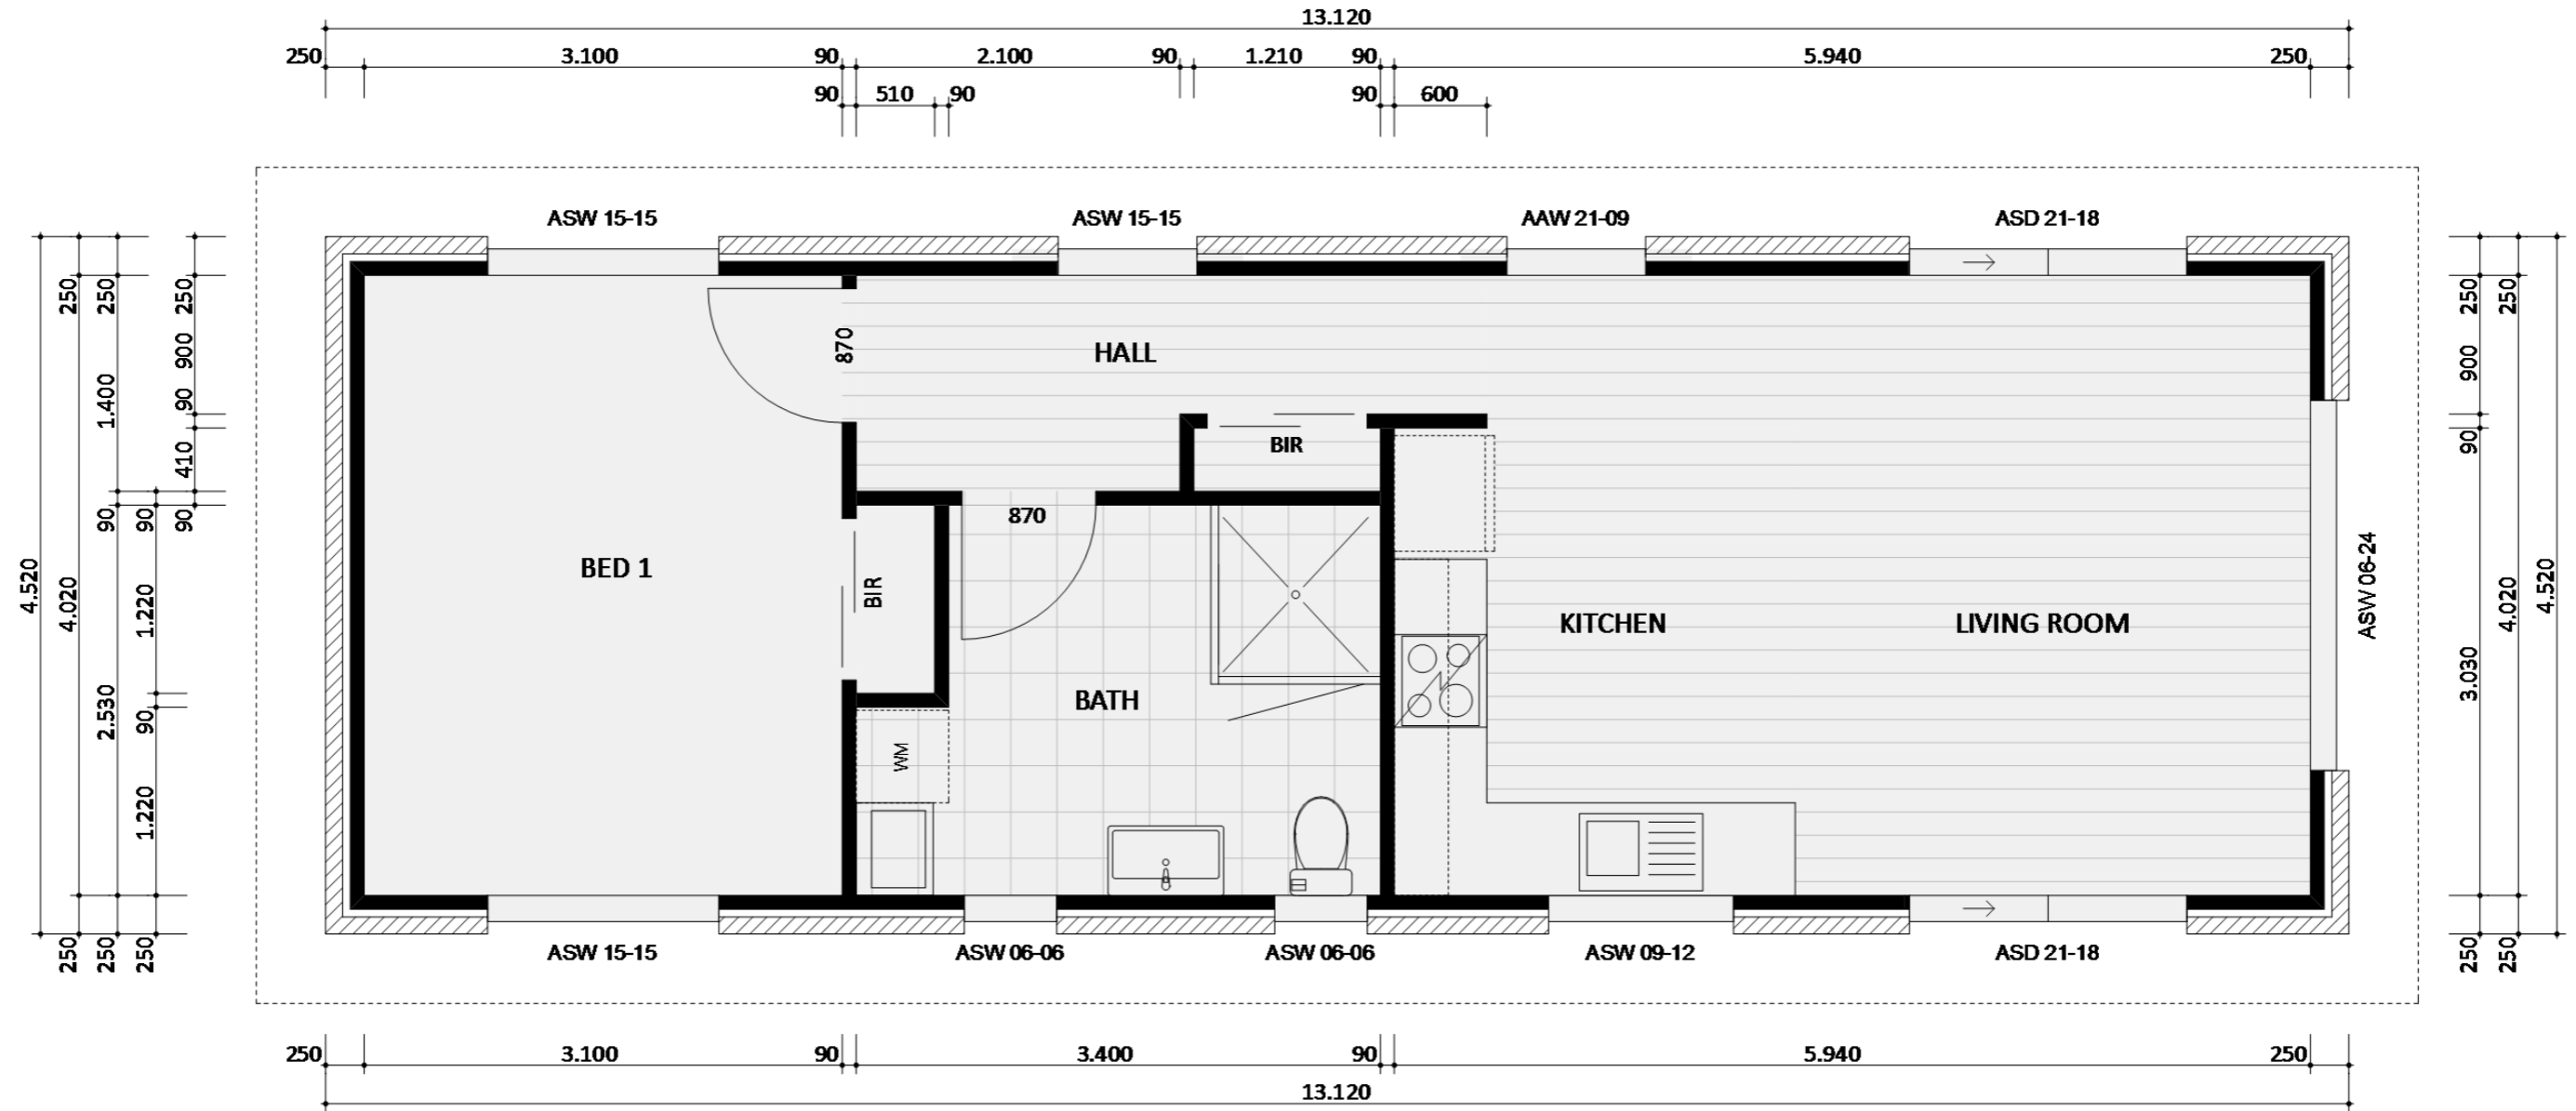 13.120
250 3.100 90 2.100 90 1.210 90 5.940 250
90 510 90 90 600
ASW 15-15 ASW 15-15 AAW 21-09 ASD 21-18
4.520
250 4.020 250
250 1.400 90 2.530 250
90 1.220 90 1.220 250
250 900 90 410 90
870
HALL
BIR
870
BED 1
BIR
KITCHEN
LIVING ROOM
BATH
WM
ASW 06-24
250 900 90 3.030 250
250 4.020 250
4.520
ASW 15-15 ASW 06-06 ASW 06-06 ASW 09-12 ASD 21-18
250 3.100 90 3.400 90 5.940 250
13.120